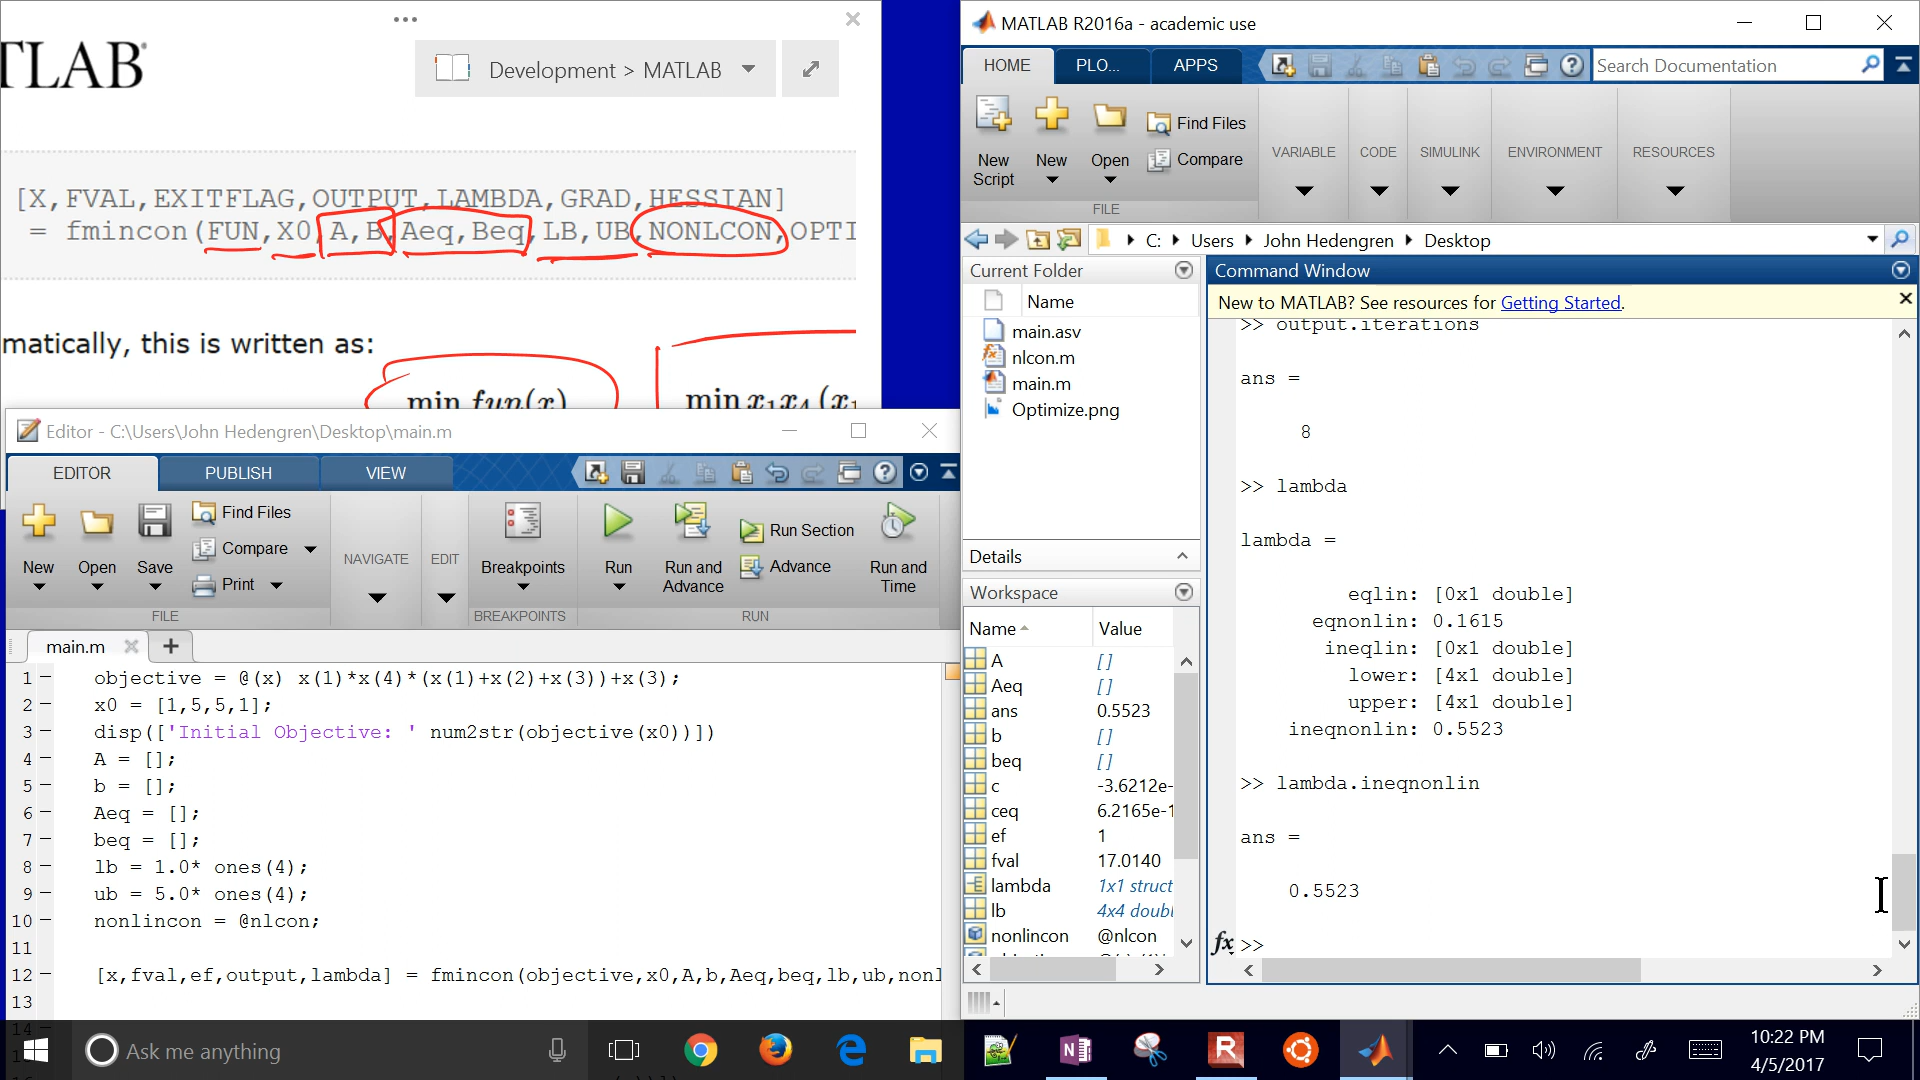 TLAB
Development > MATLAB
[X,FVAL,EXITFLAG,OUTPUT,LAMBDA,GRAD,HESSIAN]
= fmincon(FUN,X0,A,B,Aeq,Beq,LB,UB,NONLCON,OPTI
matically, this is written as:
min fun(x)
min x1x4(x1
Editor - C:\Users\John Hedengren\Desktop\main.m
EDITOR PUBLISH VIEW
New
Open
Save
Find Files
Compare
Print
FILE
NAVIGATE
EDIT
Breakpoints
BREAKPOINTS
Run
Run and Advance
Run Section
Advance
Run and Time
RUN
main.m
1 objective = @(x) x(1)*x(4)*(x(1)+x(2)+x(3))+x(3);
2 x0 = [1,5,5,1];
3 disp(['Initial Objective: ' num2str(objective(x0))])
4 A = [];
5 b = [];
6 Aeq = [];
7 beq = [];
8 lb = 1.0* ones(4);
9 ub = 5.0* ones(4);
10 nonlincon = @nlcon;
11
12 [x,fval,ef,output,lambda] = fmincon(objective,x0,A,b,Aeq,beq,lb,ub,nonl
13
14
MATLAB R2016a - academic use
HOME PLO... APPS
Search Documentation
New Script
New
Open
Find Files
Compare
FILE
VARIABLE
CODE
SIMULINK
ENVIRONMENT
RESOURCES
C: Users John Hedengren Desktop
Current Folder
Name
main.asv
nlcon.m
main.m
Optimize.png
Details
Workspace
Name Value
A []
Aeq []
ans 0.5523
b []
beq []
c -3.6212e-
ceq 6.2165e-1
ef 1
fval 17.0140
lambda 1x1 struct
lb 4x4 doubl
nonlincon @nlcon
Command Window
New to MATLAB? See resources for Getting Started.
>> output.iterations
ans =
8
>> lambda
lambda =
eqlin: [0x1 double]
eqnonlin: 0.1615
ineqlin: [0x1 double]
lower: [4x1 double]
upper: [4x1 double]
ineqnonlin: 0.5523
>> lambda.ineqnonlin
ans =
0.5523
fx >>
Ask me anything
10:22 PM
4/5/2017